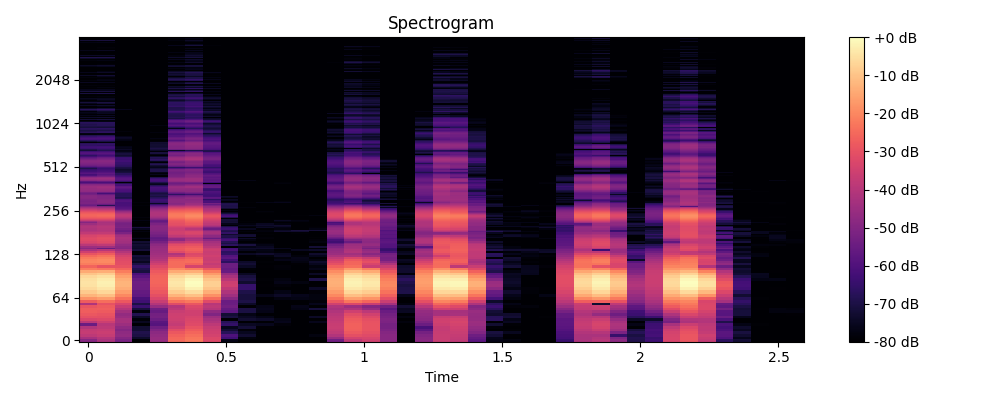 Spectrogram
Hz
2048
1024
512
256
128
64
0
0 0.5 1 1.5 2 2.5
Time
+0 dB
-10 dB
-20 dB
-30 dB
-40 dB
-50 dB
-60 dB
-70 dB
-80 dB